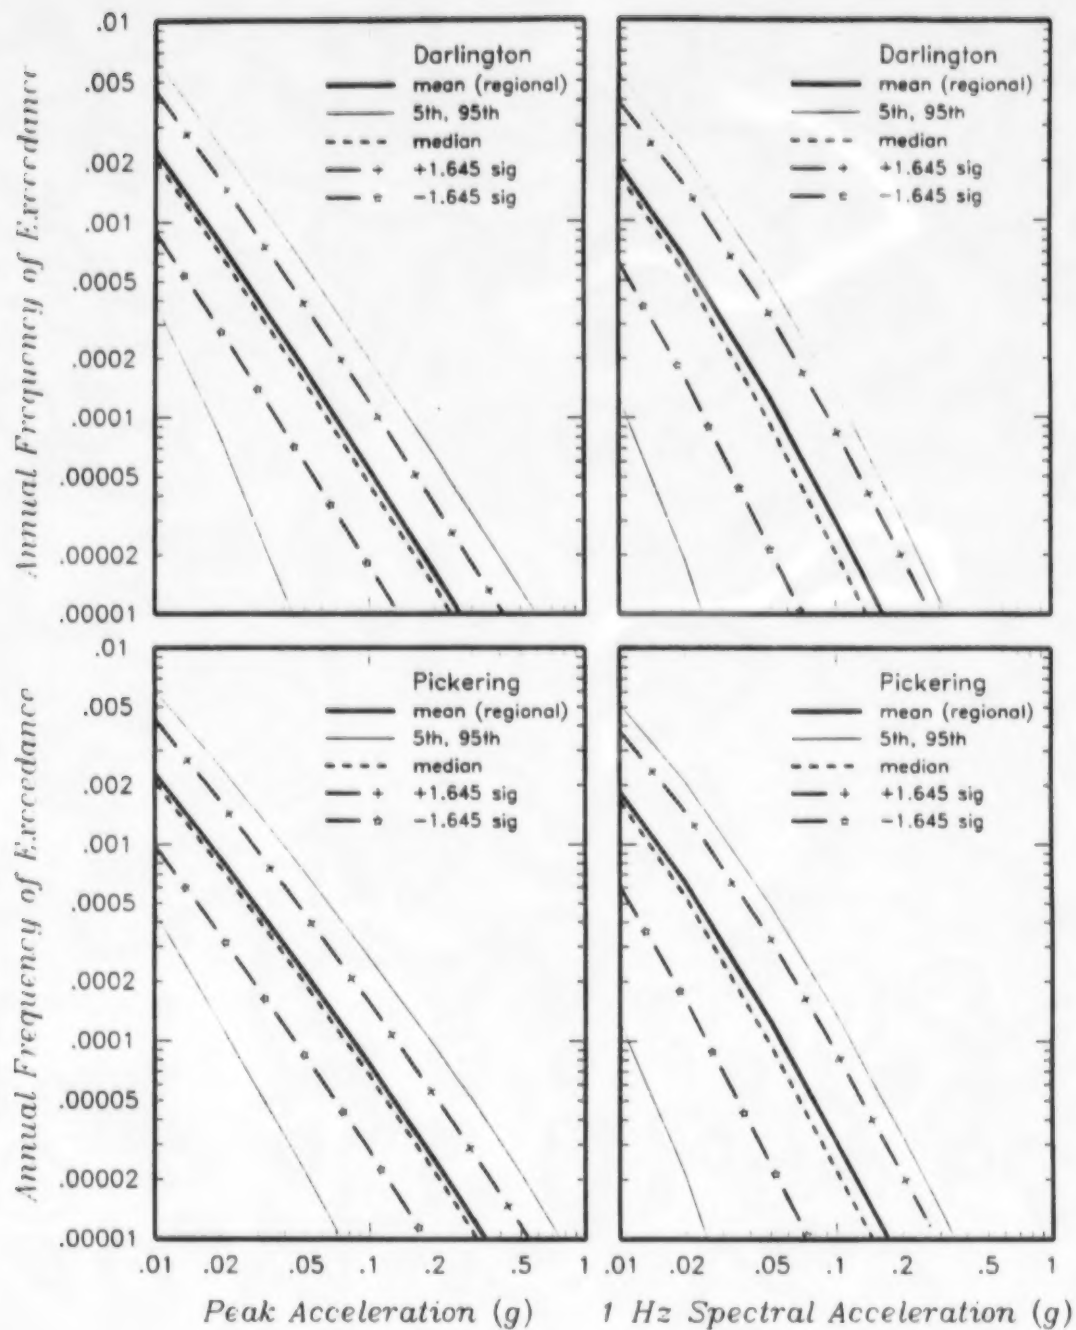 Darlington
mean (regional)
5th, 95th
median
+1.645 sig
-1.645 sig
.01
.005
.002
.001
.0005
.0002
.0001
.00005
.00002
.00001
Annual Frequency of Exceedance
Darlington
mean (regional)
5th, 95th
median
+1.645 sig
-1.645 sig
Pickering
mean (regional)
5th, 95th
median
+1.645 sig
-1.645 sig
.01
.005
.002
.001
.0005
.0002
.0001
.00005
.00002
.00001
Annual Frequency of Exceedance
.01 .02 .05 .1 .2 .5 1
Peak Acceleration (g)
Pickering
mean (regional)
5th, 95th
median
+1.645 sig
-1.645 sig
.01 .02 .05 .1 .2 .5 1
1 Hz Spectral Acceleration (g)